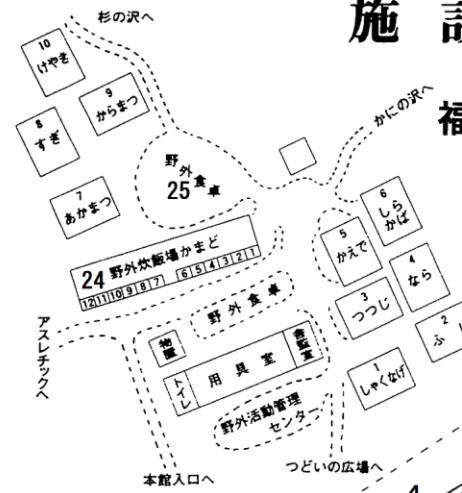 施
杉の沢へ
10
けやき
9
からまつ
8
すぎ
7
あかまつ
かにの沢へ
福
野外食卓
25
6
しらかば
5
かえで
4
なら
3
つつじ
2
1
しゃくなげ
24 野外炊飯場かまど
12 11 10 9 8 7 6 5 4 3 2 1
野外食卓
アスレチックへ
物置
トイレ
用具室
野外活動管理
センター
本館入口へ
つどいの広場へ